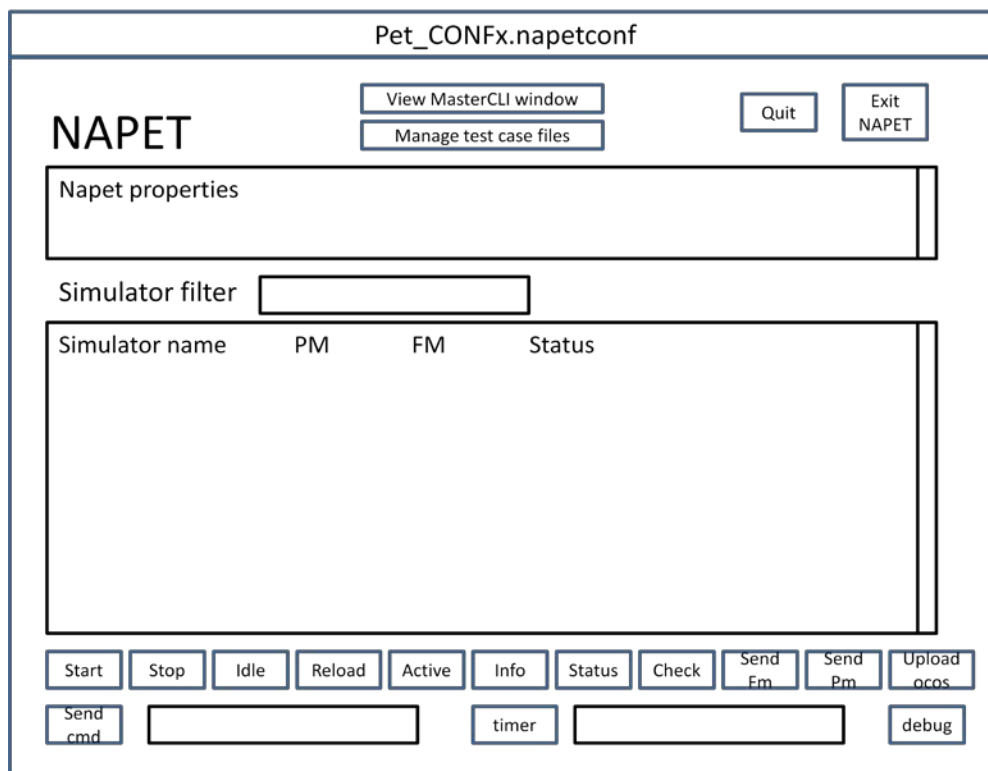 Pet_CONFx.napetconf
View MasterCLI window
Quit
Exit
NAPET
NAPET
Manage test case files
Napet properties
Simulator filter
Simulator name PM FM Status
Start Stop Idle Reload Active Info Status Check
Send
Fm
Send
Pm
Upload
ocos
Send
cmd
timer
debug